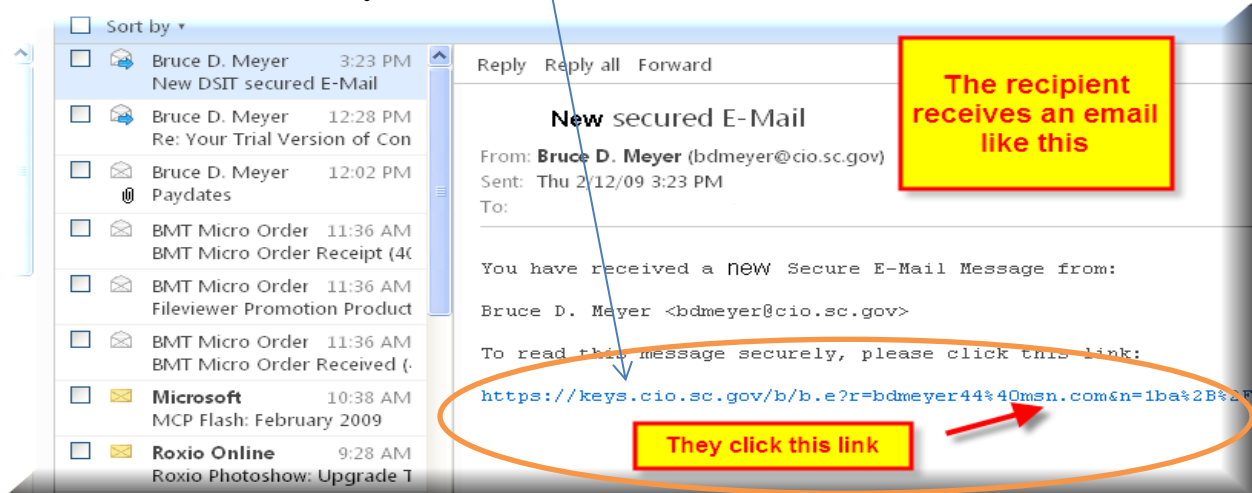 Sort by
Bruce D. Meyer 3:23 PM
New DSIT secured E-Mail
Bruce D. Meyer 12:28 PM
Re: Your Trial Version of Con
Bruce D. Meyer 12:02 PM
Paydates
BMT Micro Order 11:36 AM
BMT Micro Order Receipt (40
BMT Micro Order 11:36 AM
Fileviewer Promotion Product
BMT Micro Order 11:36 AM
BMT Micro Order Received (
Microsoft 10:38 AM
MCP Flash: February 2009
Roxio Online 9:28 AM
Roxio Photoshow: Upgrade T
Reply Reply all Forward
New secured E-Mail
From: Bruce D. Meyer (bdmeyer@cio.sc.gov)
Sent: Thu 2/12/09 3:23 PM
To:
You have received a new Secure E-Mail Message from:
Bruce D. Meyer <bdmeyer@cio.sc.gov>
To read this message securely, please click this link:
https://keys.cio.sc.gov/b/b.e?r=bdmeyer44%40msn.com&n=1ba%2B%2F
The recipient
receives an email
like this
They click this link